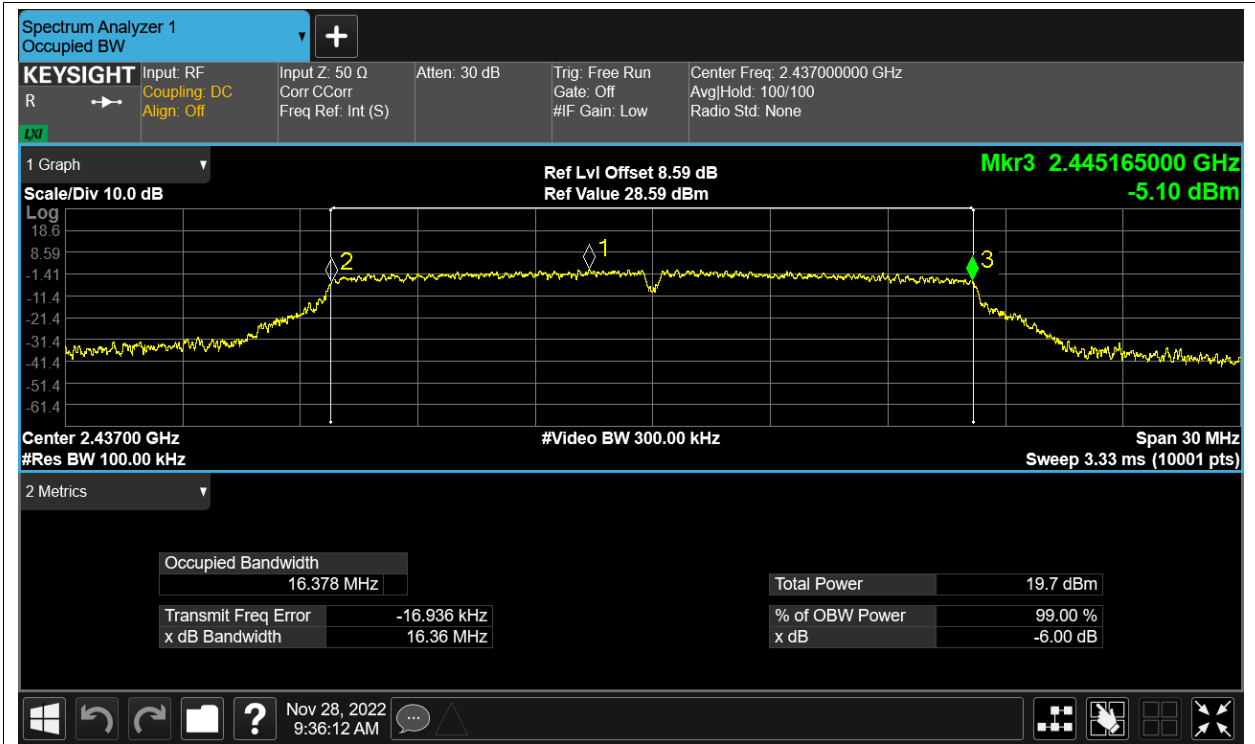 Spectrum Analyzer 1
Occupied BW
KEYSIGHT
R
LXI
Input: RF
Coupling: DC
Align: Off
Input Z: 50 Ω
Corr CCorr
Freq Ref: Int (S)
Atten: 30 dB
Trig: Free Run
Gate: Off
#IF Gain: Low
Center Freq: 2.437000000 GHz
Avg|Hold: 100/100
Radio Std: None
1 Graph
Scale/Div 10.0 dB
Ref Lvl Offset 8.59 dB
Ref Value 28.59 dBm
Mkr3 2.445165000 GHz
-5.10 dBm
Log
18.6
8.59
-1.41
-11.4
-21.4
-31.4
-41.4
-51.4
-61.4
2
1
3
Center 2.43700 GHz
#Res BW 100.00 kHz
#Video BW 300.00 kHz
Span 30 MHz
Sweep 3.33 ms (10001 pts)
2 Metrics
Occupied Bandwidth
16.378 MHz
Transmit Freq Error -16.936 kHz
x dB Bandwidth 16.36 MHz
Total Power 19.7 dBm
% of OBW Power 99.00 %
x dB -6.00 dB
?
Nov 28, 2022
9:36:12 AM